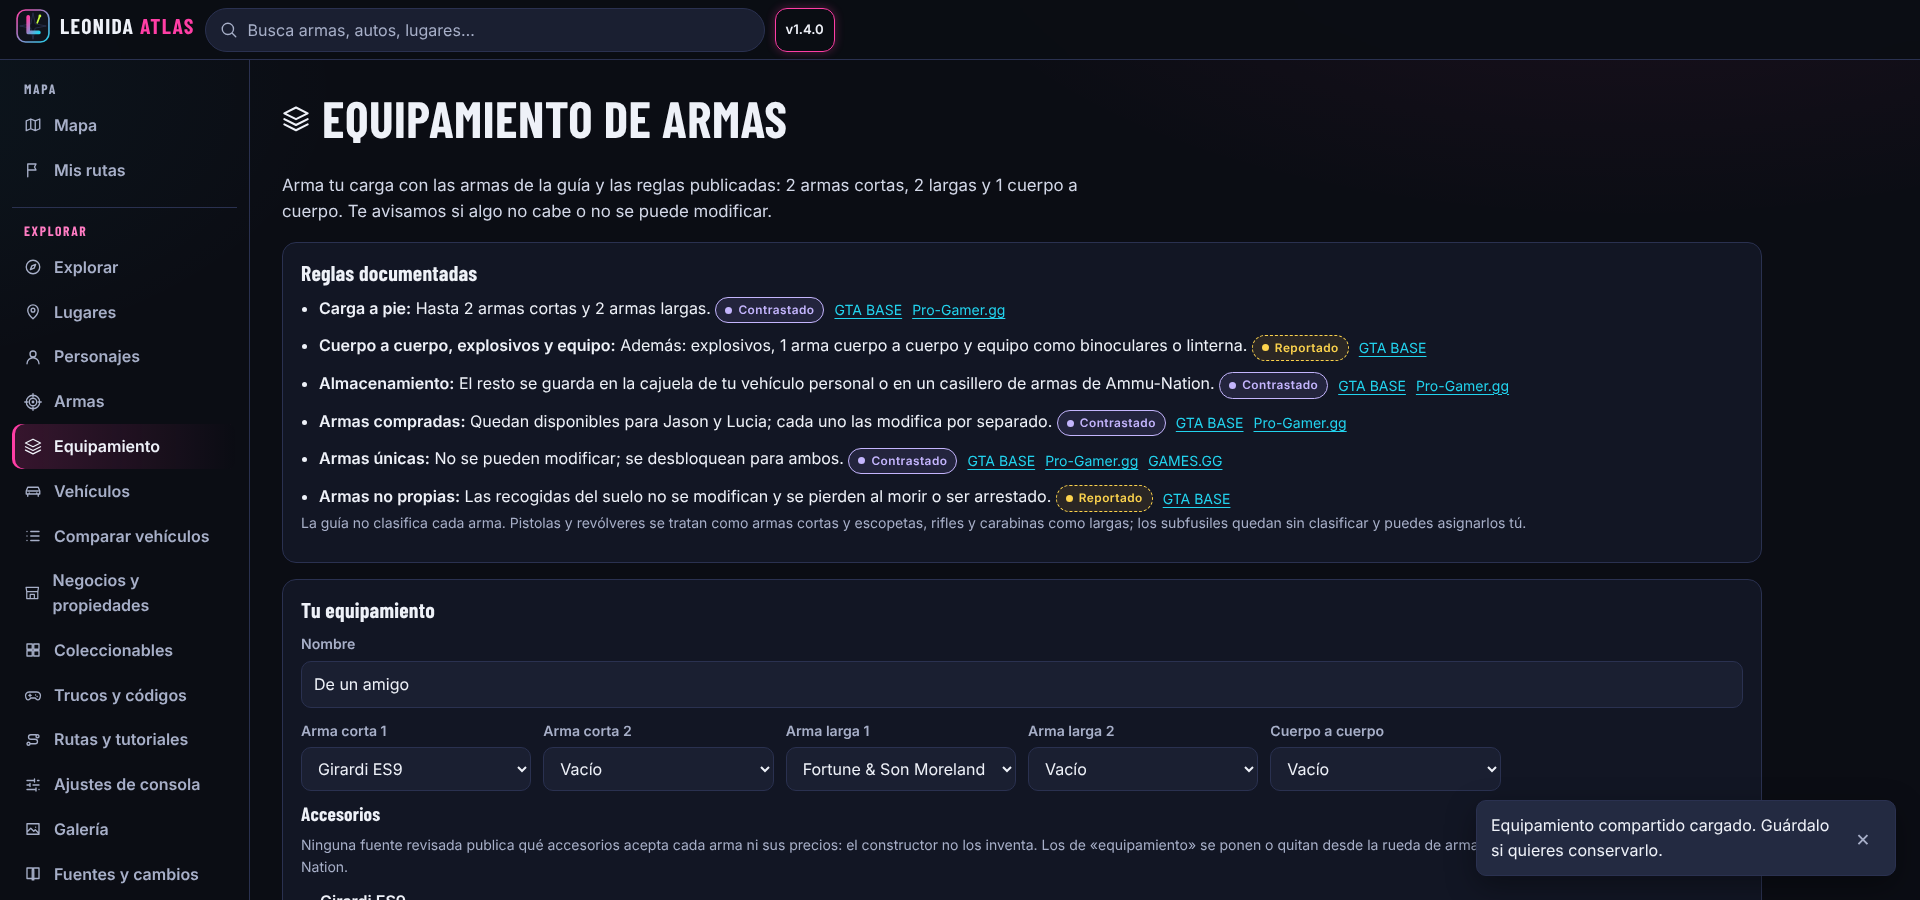 LEONIDA ATLAS
Busca armas, autos, lugares...
v1.4.0
MAPA
Mapa
Mis rutas
EXPLORAR
Explorar
Lugares
Personajes
Armas
Equipamiento
Vehículos
Comparar vehículos
Negocios y
propiedades
Coleccionables
Trucos y códigos
Rutas y tutoriales
Ajustes de consola
Galería
Fuentes y cambios
EQUIPAMIENTO DE ARMAS
Arma tu carga con las armas de la guía y las reglas publicadas: 2 armas cortas, 2 largas y 1 cuerpo a
cuerpo. Te avisamos si algo no cabe o no se puede modificar.
Reglas documentadas
• Carga a pie: Hasta 2 armas cortas y 2 armas largas. Contrastado GTA BASE Pro-Gamer.gg
• Cuerpo a cuerpo, explosivos y equipo: Además: explosivos, 1 arma cuerpo a cuerpo y equipo como binoculares o linterna. Reportado GTA BASE
• Almacenamiento: El resto se guarda en la cajuela de tu vehículo personal o en un casillero de armas de Ammu-Nation. Contrastado GTA BASE Pro-Gamer.gg
• Armas compradas: Quedan disponibles para Jason y Lucia; cada uno las modifica por separado. Contrastado GTA BASE Pro-Gamer.gg
• Armas únicas: No se pueden modificar; se desbloquean para ambos. Contrastado GTA BASE Pro-Gamer.gg GAMES.GG
• Armas no propias: Las recogidas del suelo no se modifican y se pierden al morir o ser arrestado. Reportado GTA BASE
La guía no clasifica cada arma. Pistolas y revólveres se tratan como armas cortas y escopetas, rifles y carabinas como largas; los subfusiles quedan sin clasificar y puedes asignarlos tú.
Tu equipamiento
Nombre
De un amigo
Arma corta 1 Arma corta 2 Arma larga 1 Arma larga 2 Cuerpo a cuerpo
Girardi ES9 Vacío Fortune & Son Moreland Vacío Vacío
Accesorios
Ninguna fuente revisada publica qué accesorios acepta cada arma ni sus precios: el constructor no los inventa. Los de «equipamiento» se ponen o quitan desde la rueda de arma
Nation.
Girardi ES9
Equipamiento compartido cargado. Guárdalo
si quieres conservarlo.